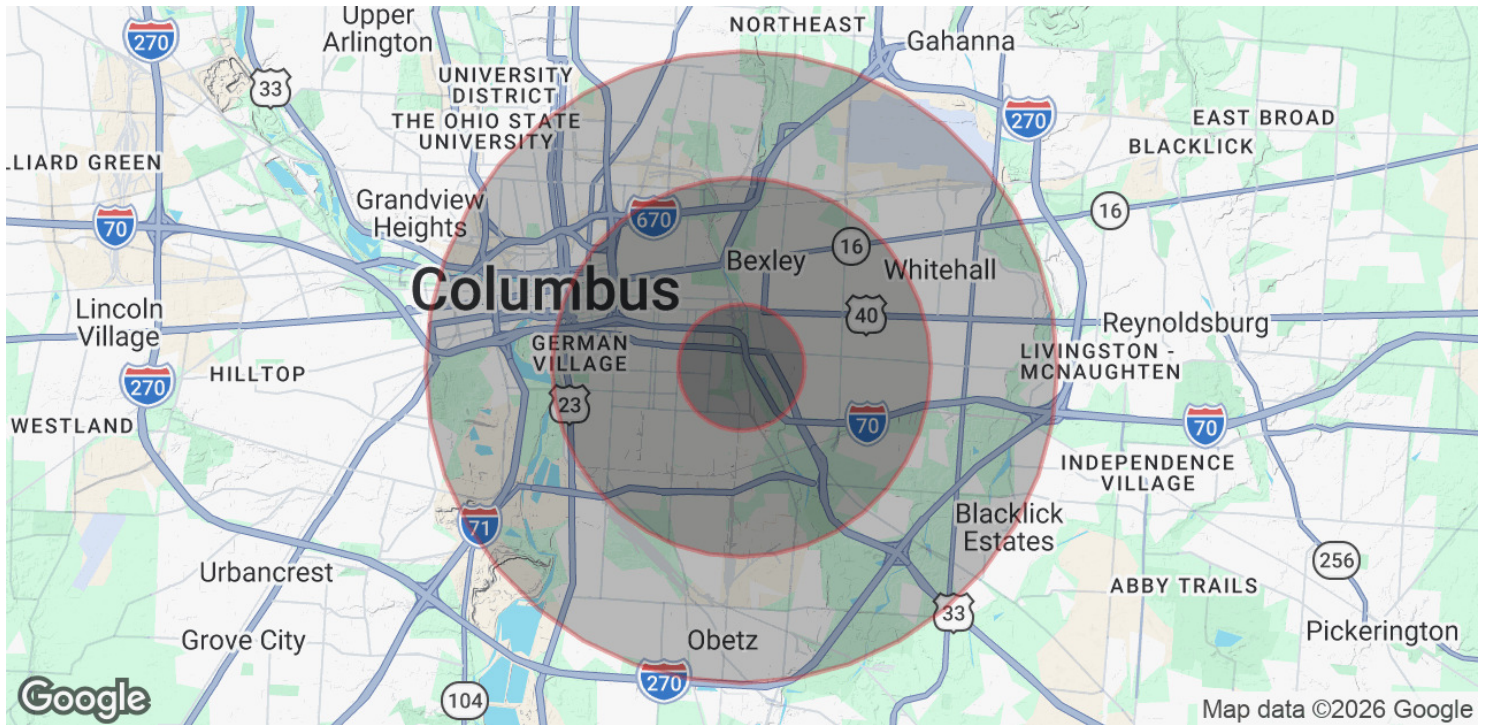 Upper
Arlington
NORTHEAST
Gahanna
270
33
UNIVERSITY
DISTRICT
THE OHIO STATE
UNIVERSITY
270
EAST BROAD
BLACKLICK
LLIARD GREEN
Grandview
Heights
70
670
16
16
Bexley
Whitehall
Columbus
Lincoln
Village
40
Reynoldsburg
GERMAN
VILLAGE
LIVINGSTON -
MCNAUGHTEN
270
HILLTOP
23
WESTLAND
70
70
INDEPENDENCE
VILLAGE
71
Blacklick
Estates
256
Urbancrest
ABBY TRAILS
33
Grove City
Obetz
Pickerington
270
104
Google
Map data ©2026 Google